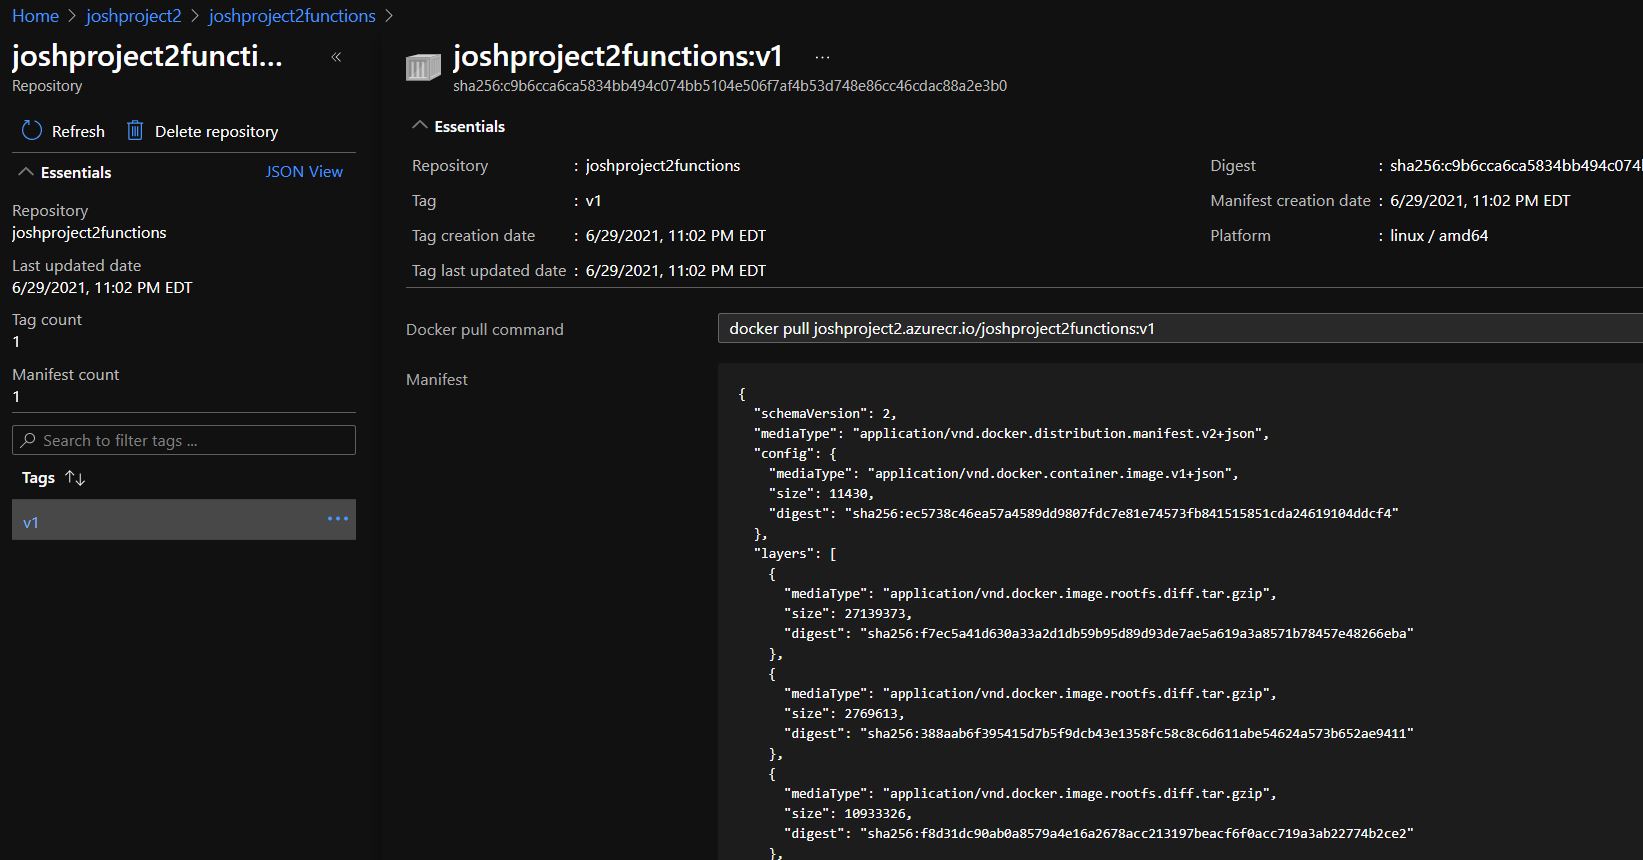 Home > joshproject2 > joshproject2functions >
joshproject2functi...
«
Repository
Refresh
Delete repository
Essentials
JSON View
Repository
joshproject2functions
Last updated date
6/29/2021, 11:02 PM EDT
Tag count
1
Manifest count
1
Search to filter tags ...
Tags ↑↓
v1 ...
joshproject2functions:v1 ...
sha256:c9b6cca6ca5834bb494c074bb5104e506f7af4b53d748e86cc46cdac88a2e3b0
Essentials
Repository : joshproject2functions
Tag : v1
Tag creation date : 6/29/2021, 11:02 PM EDT
Tag last updated date : 6/29/2021, 11:02 PM EDT
Digest : sha256:c9b6cca6ca5834bb494c074
Manifest creation date : 6/29/2021, 11:02 PM EDT
Platform : linux / amd64
Docker pull command
docker pull joshproject2.azurecr.io/joshproject2functions:v1
Manifest
{
"schemaVersion": 2,
"mediaType": "application/vnd.docker.distribution.manifest.v2+json",
"config": {
"mediaType": "application/vnd.docker.container.image.v1+json",
"size": 11430,
"digest": "sha256:ec5738c46ea57a4589dd9807fdc7e81e74573fb841515851cda24619104ddcf4"
},
"layers": [
{
"mediaType": "application/vnd.docker.image.rootfs.diff.tar.gzip",
"size": 27139373,
"digest": "sha256:f7ec5a41d630a33a2d1db59b95d89d93de7ae5a619a3a8571b78457e48266eba"
},
{
"mediaType": "application/vnd.docker.image.rootfs.diff.tar.gzip",
"size": 2769613,
"digest": "sha256:388aab6f395415d7b5f9dcb43e1358fc58c8c6d611abe54624a573b652ae9411"
},
{
"mediaType": "application/vnd.docker.image.rootfs.diff.tar.gzip",
"size": 10933326,
"digest": "sha256:f8d31dc90ab0a8579a4e16a2678acc213197beacf6f0acc719a3ab22774b2ce2"
},